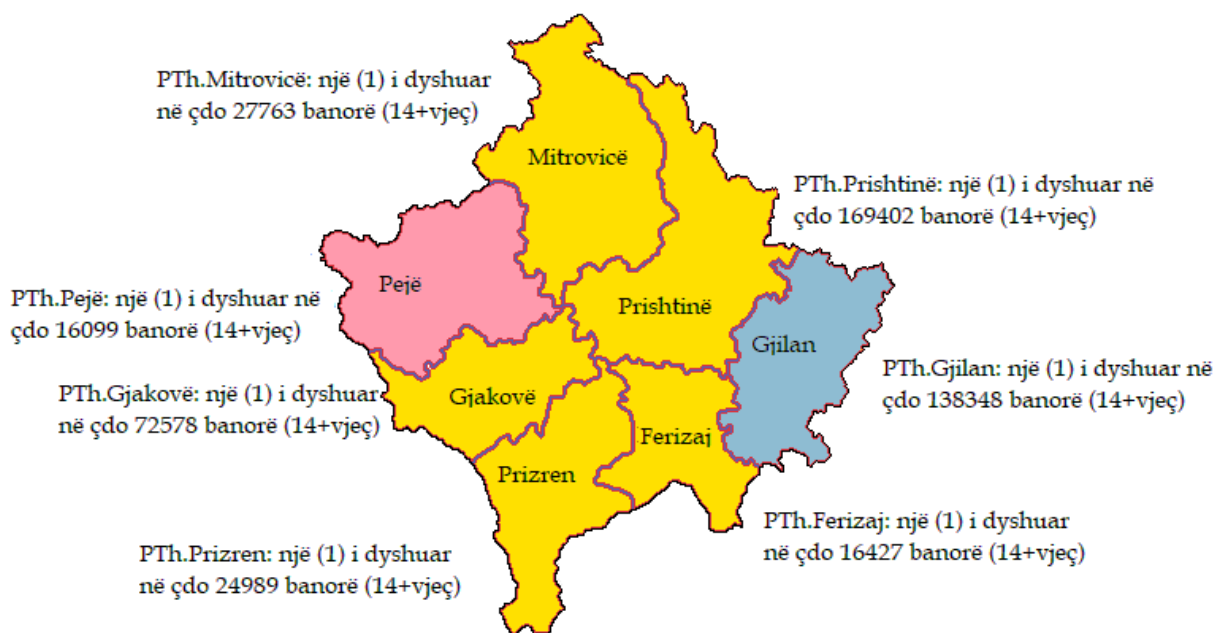 PTh.Mitrovicë: një (1) i dyshuar
në çdo 27763 banorë (14+vjeç)
Mitrovicë
PTh.Prishtinë: një (1) i dyshuar në
çdo 169402 banorë (14+vjeç)
Pejë
PTh.Pejë: një (1) i dyshuar në
çdo 16099 banorë (14+vjeç)
Prishtinë
Gjilan
PTh.Gjilan: një (1) i dyshuar në
çdo 138348 banorë (14+vjeç)
PTh.Gjakovë: një (1) i dyshuar
në çdo 72578 banorë (14+vjeç)
Gjakovë
Ferizaj
Prizren
PTh.Ferizaj: një (1) i dyshuar
në çdo 16427 banorë (14+vjeç)
PTh.Prizren: një (1) i dyshuar
në çdo 24989 banorë (14+vjeç)